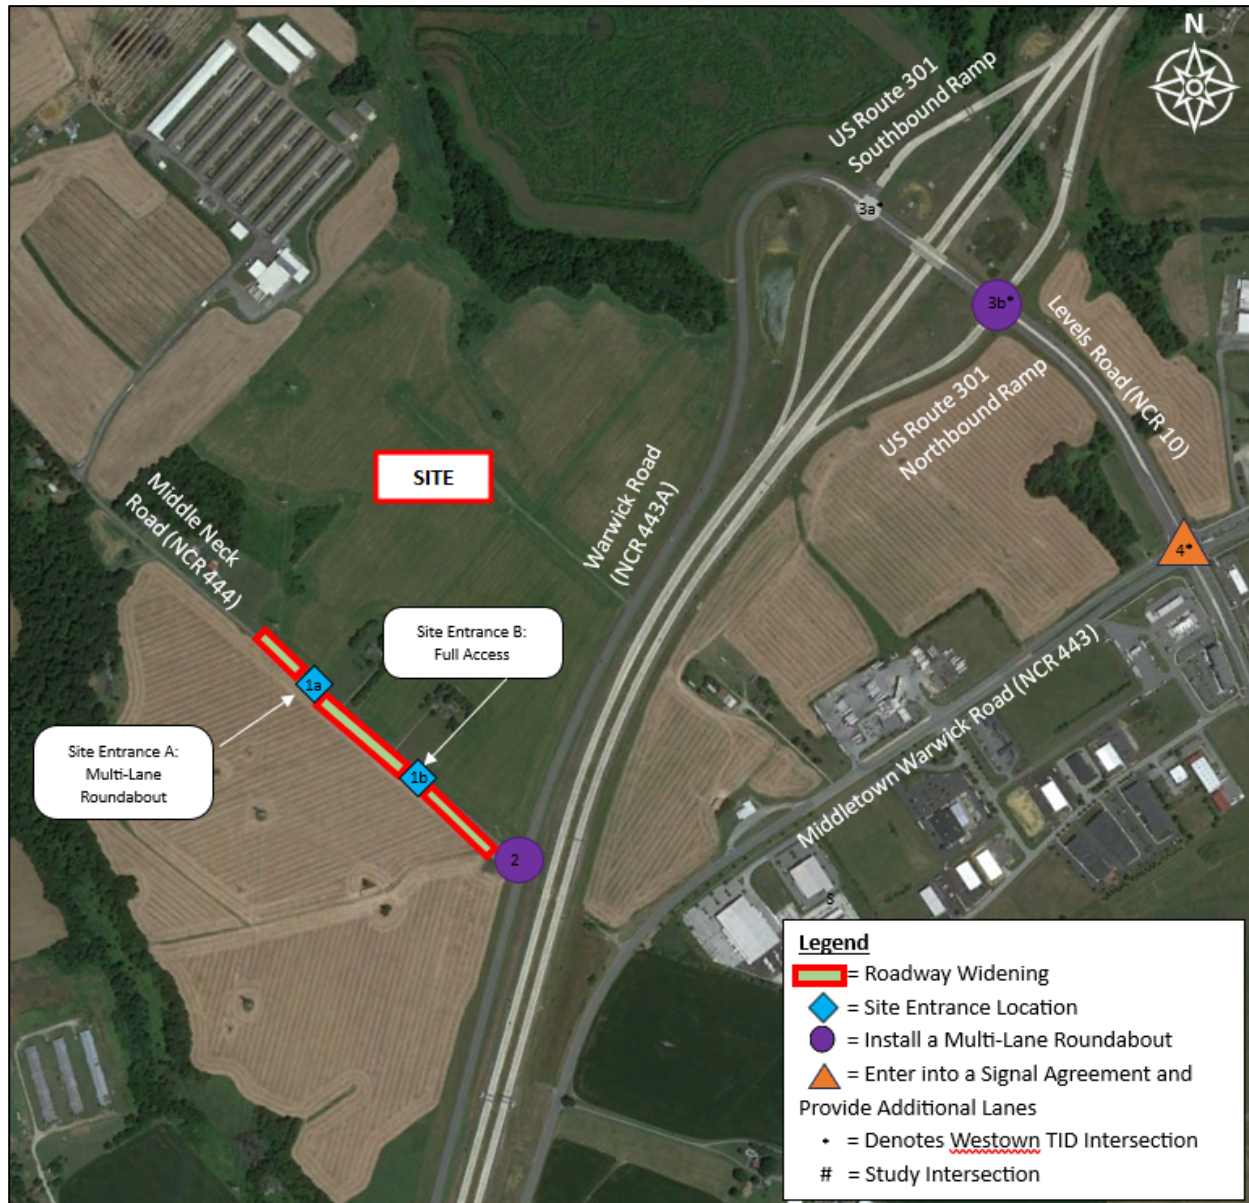 N
US Route 301
Southbound Ramp
3a*
3b*
Levels Road (NCR 10)
US Route 301
Northbound Ramp
SITE
Middle Neck
Road (NCR 444)
Warwick Road
(NCR 443A)
4*
Site Entrance B:
Full Access
1a
Site Entrance A:
Multi-Lane
Roundabout
1b
Middletown Warwick Road (NCR 443)
2
S
Legend
= Roadway Widening
= Site Entrance Location
= Install a Multi-Lane Roundabout
= Enter into a Signal Agreement and
Provide Additional Lanes
* = Denotes Westown TID Intersection
# = Study Intersection